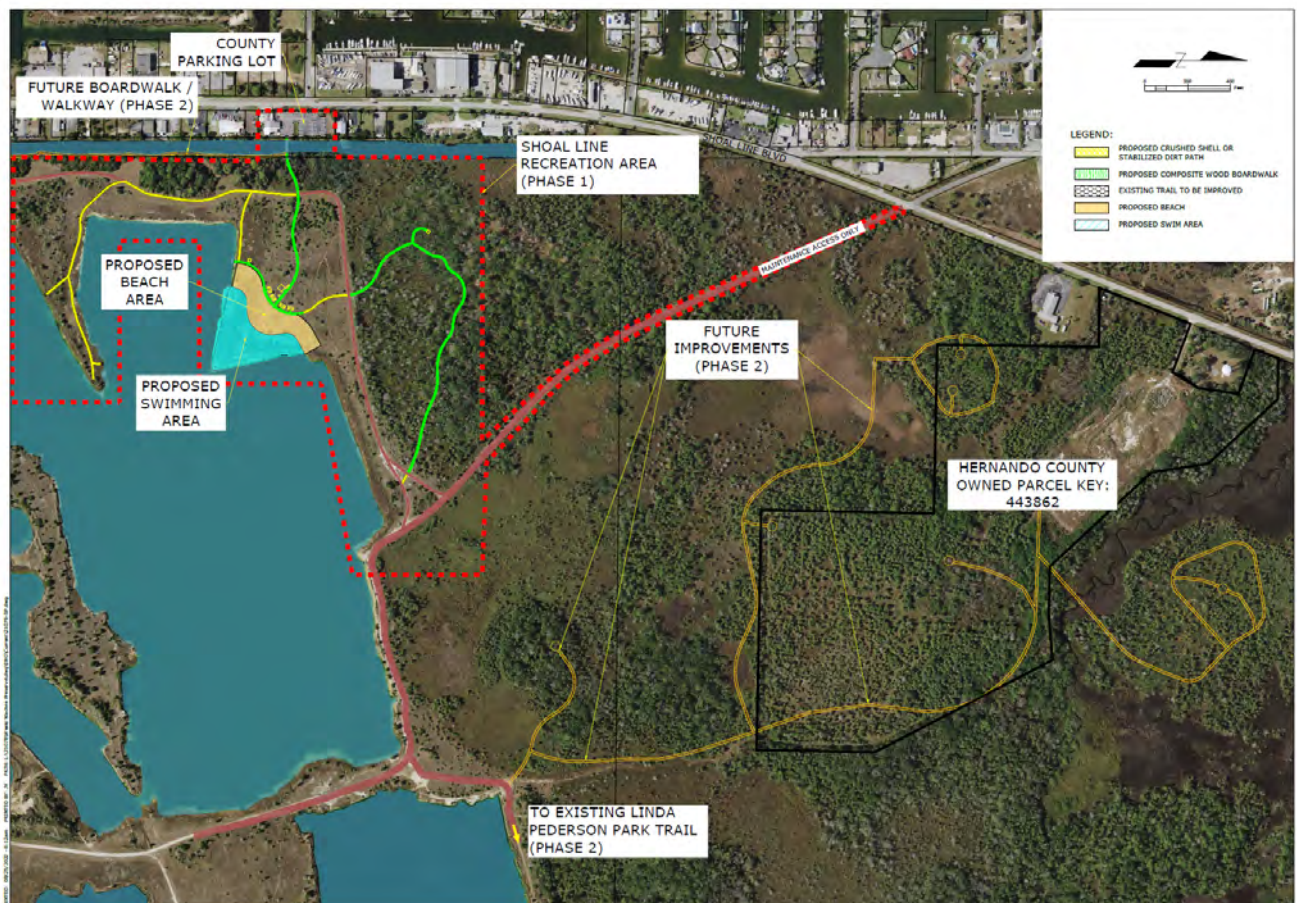 COUNTY
PARKING LOT
FUTURE BOARDWALK /
WALKWAY (PHASE 2)
SHOAL LINE BLVD
SHOAL LINE
RECREATION AREA
(PHASE 1)
LEGEND:
PROPOSED CRUSHED SHELL OR
STABILIZED DIRT PATH
PROPOSED COMPOSITE WOOD BOARDWALK
EXISTING TRAIL TO BE IMPROVED
PROPOSED BEACH
PROPOSED SWIM AREA
MAINTENANCE ACCESS ONLY
PROPOSED
BEACH
AREA
FUTURE
IMPROVEMENTS
(PHASE 2)
PROPOSED
SWIMMING
AREA
HERNANDO COUNTY
OWNED PARCEL KEY:
443862
TO EXISTING LINDA
PEDERSON PARK TRAIL
(PHASE 2)